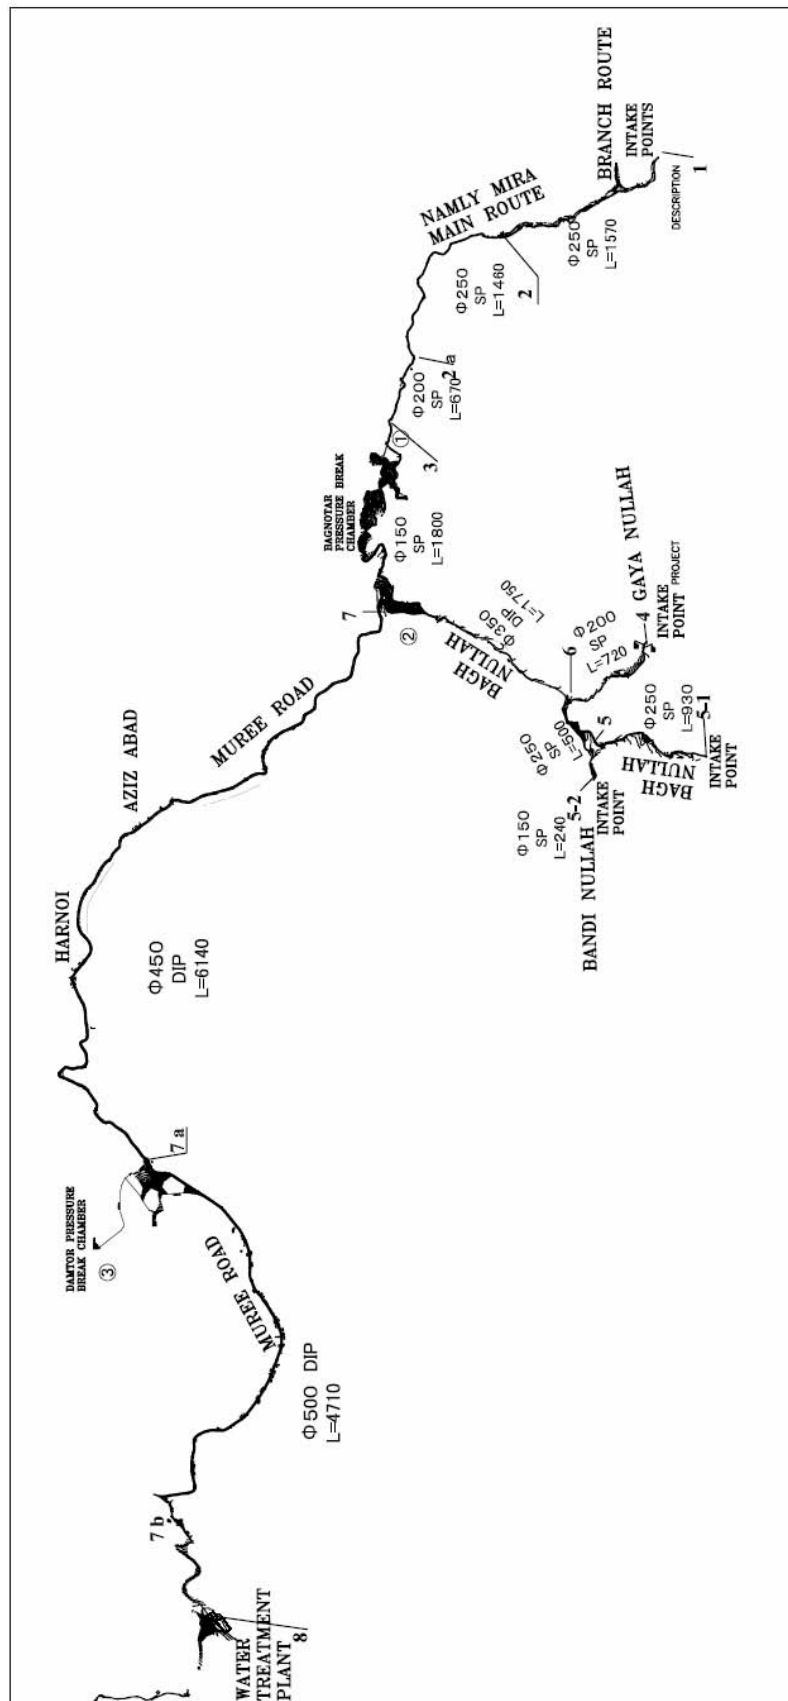 BRANCH ROUTE
INTAKE
POINTS
1
DESCRIPTION
NAMLY MIRA
MAIN ROUTE
Φ250
SP
L=1570
Φ250
SP
L=1460
2
2 a
Φ200
SP
L=670
①
3
BAGNOTAR
PRESSURE BREAK
CHAMBER
Φ150
SP
L=1800
7
②
Φ350
DIP
L=1750
BAGH
NULLAH
6
Φ200
SP
L=720
4 GAYA NULLAH
INTAKE
POINT PROJECT
Φ250
SP
L=500
5
Φ250
SP
L=930
5-1
BAGH
NULLAH
INTAKE
POINT
Φ150
SP
L=240
5-2
INTAKE
POINT
BANDI NULLAH
MUREE ROAD
AZIZ ABAD
HARNOI
Φ450
DIP
L=6140
7 a
DAMTOR PRESSURE
BREAK CHAMBER
③
MUREE ROAD
Φ500 DIP
L=4710
7 b
8
WATER
TREATMENT
PLANT